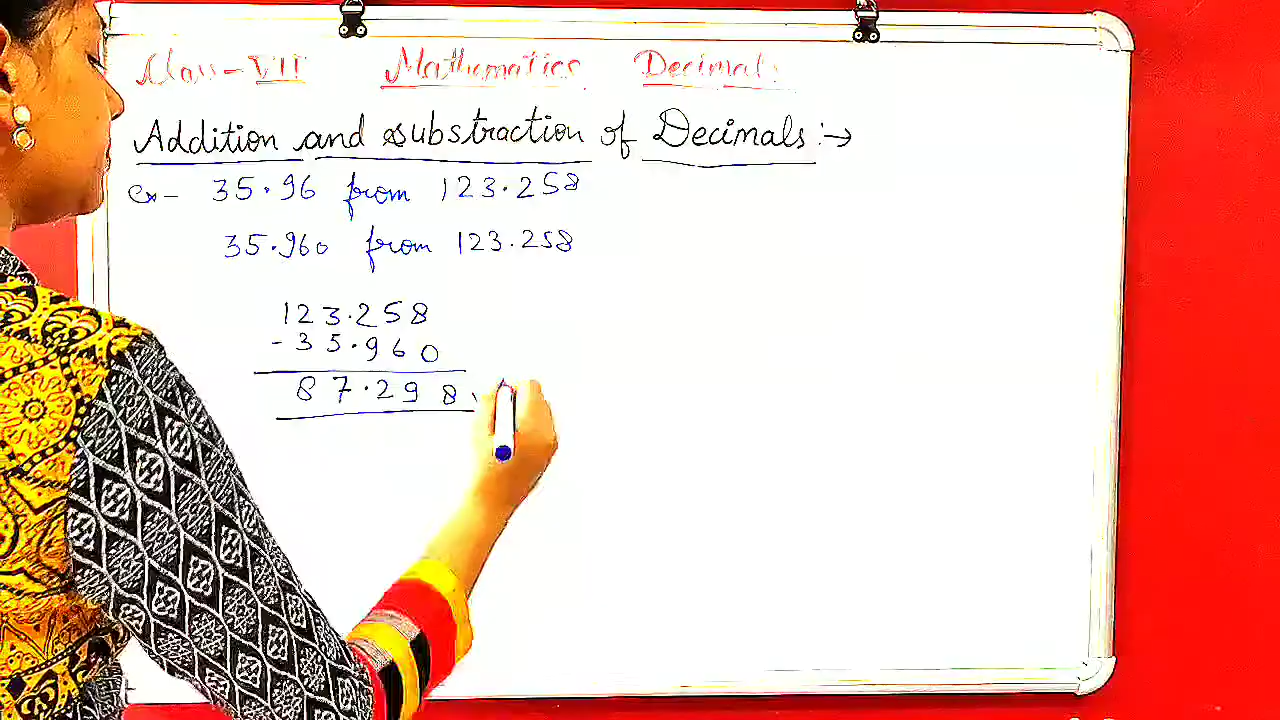 Class-VII Mathematics Decimals
Addition and substraction of Decimals:→
ex- 35.96 from 123.258
35.960 from 123.258
123.258
-35.960
87.298